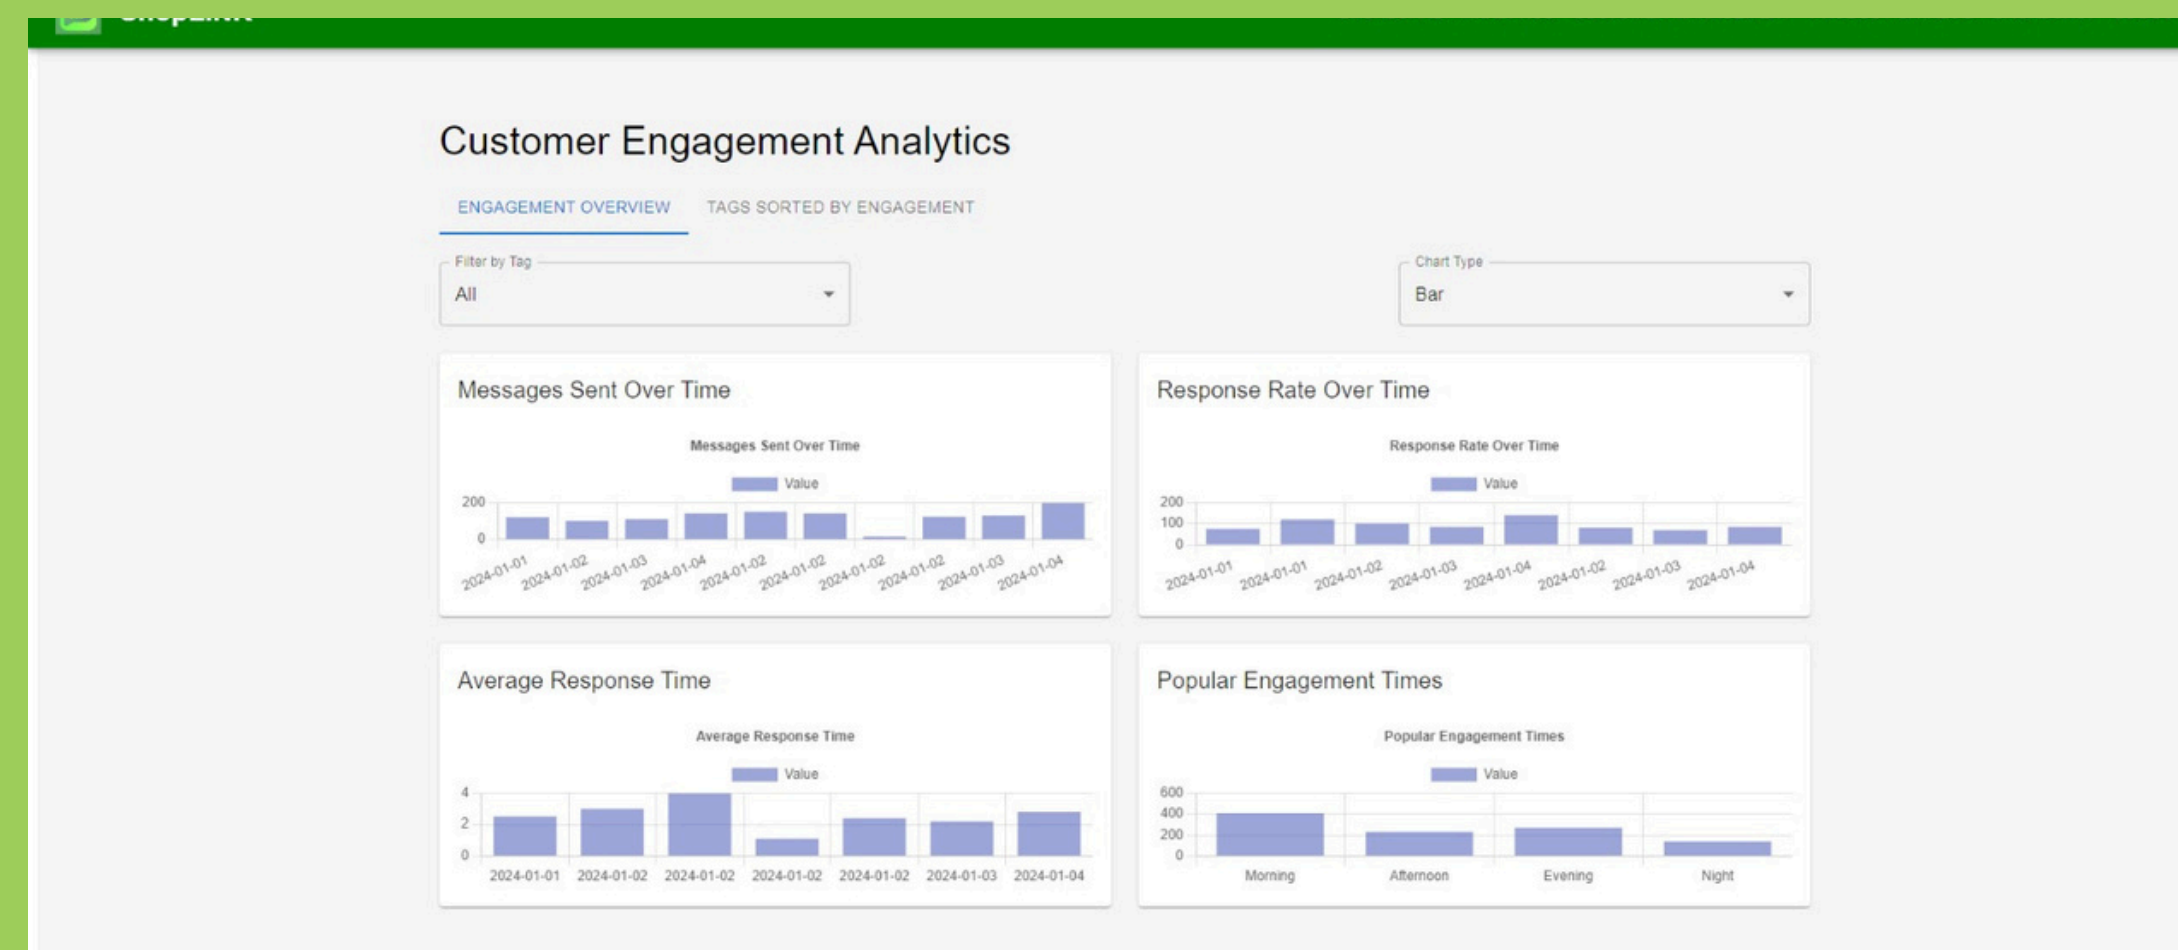 ShopLINK
Customer Engagement Analytics
ENGAGEMENT OVERVIEW TAGS SORTED BY ENGAGEMENT
Filter by Tag
All
Chart Type
Bar
Messages Sent Over Time
Messages Sent Over Time
Value
200
0
2024-01-01 2024-01-02 2024-01-03 2024-01-04 2024-01-02 2024-01-02 2024-01-02 2024-01-02 2024-01-03 2024-01-04
Response Rate Over Time
Response Rate Over Time
Value
200
100
0
2024-01-01 2024-01-01 2024-01-02 2024-01-03 2024-01-04 2024-01-02 2024-01-03 2024-01-04
Average Response Time
Average Response Time
Value
4
2
0
2024-01-01 2024-01-02 2024-01-02 2024-01-02 2024-01-02 2024-01-03 2024-01-04
Popular Engagement Times
Popular Engagement Times
Value
600
400
200
0
Morning Afternoon Evening Night